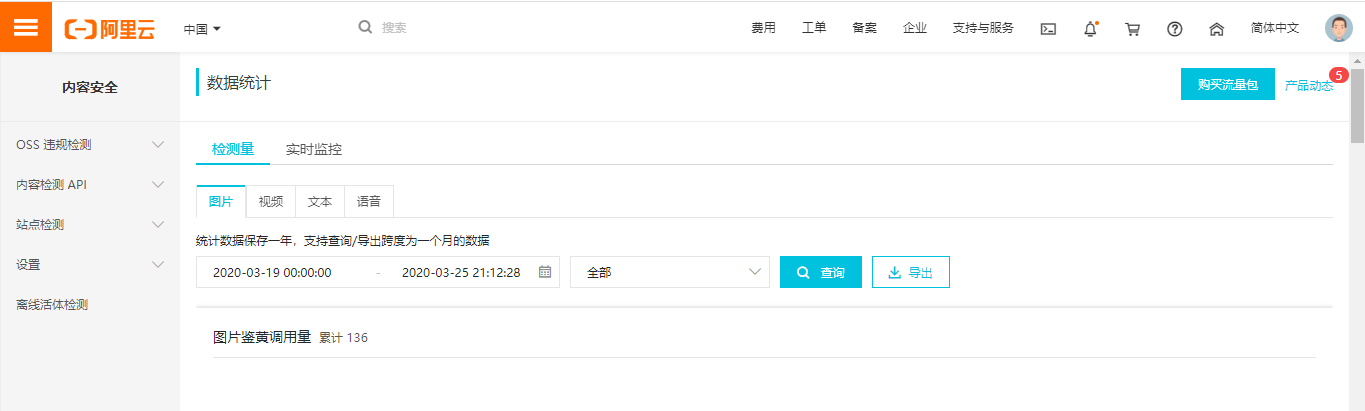 阿里云 中国 搜索 费用 工单 备案 企业 支持与服务 简体中文
内容安全
数据统计
购买流量包 产品动态 5
OSS 违规检测
内容检测 API
站点检测
设置
离线活体检测
检测量 实时监控
图片 视频 文本 语音
统计数据保存一年，支持查询/导出跨度为一个月的数据
2020-03-19 00:00:00 - 2020-03-25 21:12:28 全部 查询 导出
图片鉴黄调用量 累计 136